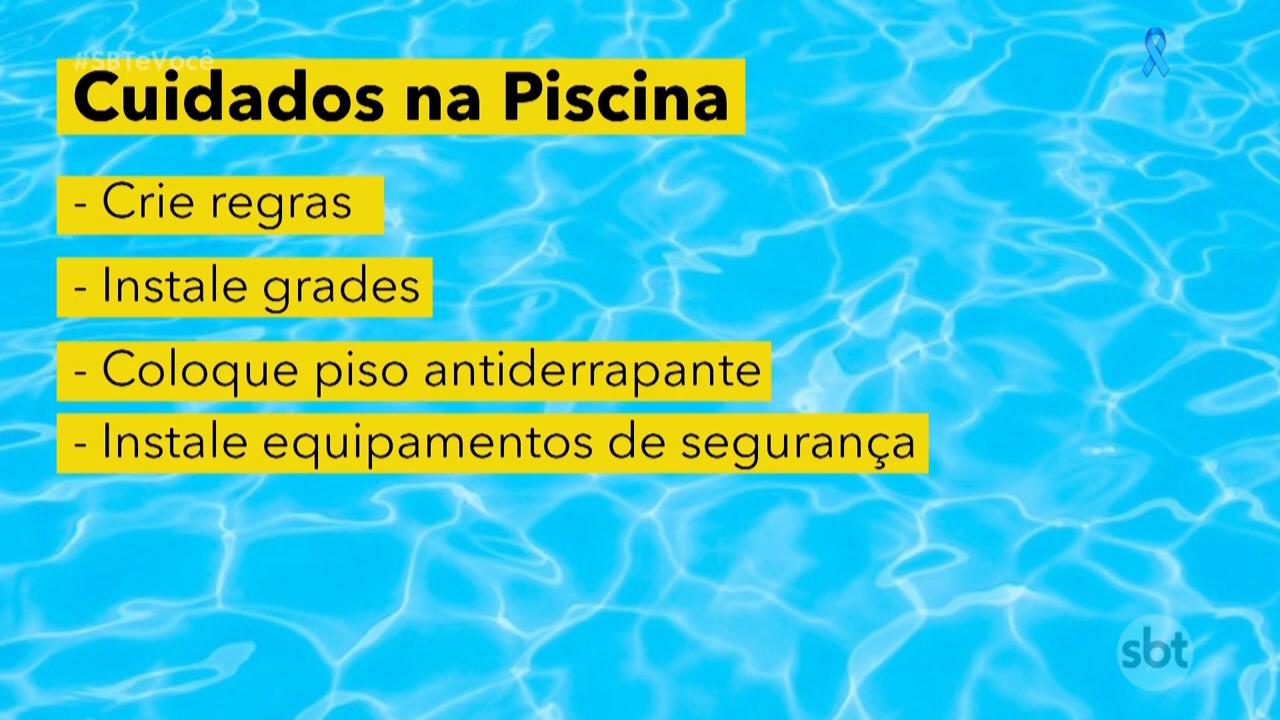 #SBTeVocê
Cuidados na Piscina
- Crie regras
- Instale grades
- Coloque piso antiderrapante
- Instale equipamentos de segurança
sbt